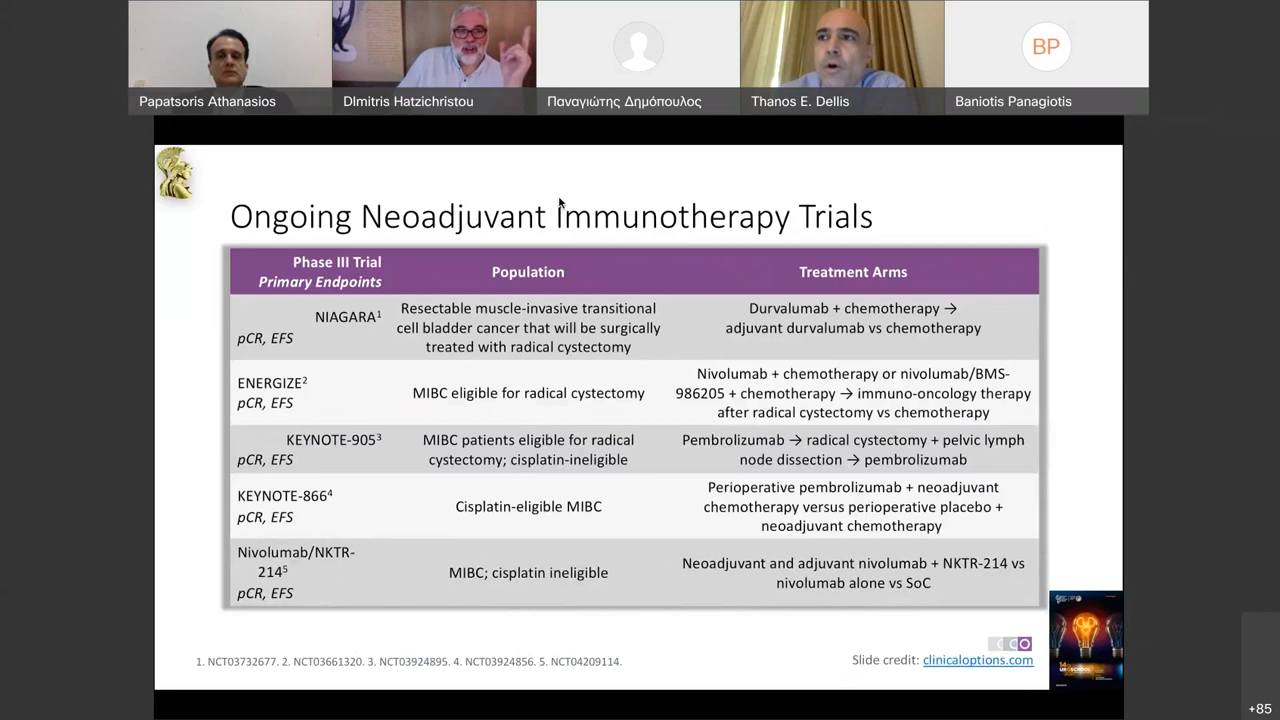 BP
Papatsoris Athanasios
DImitris Hatzichristou
Παναγιώτης Δημόπουλος
Thanos E. Dellis
Baniotis Panagiotis
Ongoing Neoadjuvant Immunotherapy Trials
Phase III Trial
Primary Endpoints
Population
Treatment Arms
NIAGARA¹
pCR, EFS
Resectable muscle-invasive transitional
cell bladder cancer that will be surgically
treated with radical cystectomy
Durvalumab + chemotherapy →
adjuvant durvalumab vs chemotherapy
ENERGIZE²
pCR, EFS
MIBC eligible for radical cystectomy
Nivolumab + chemotherapy or nivolumab/BMS-
986205 + chemotherapy → immuno-oncology therapy
after radical cystectomy vs chemotherapy
KEYNOTE-905³
pCR, EFS
MIBC patients eligible for radical
cystectomy; cisplatin-ineligible
Pembrolizumab → radical cystectomy + pelvic lymph
node dissection → pembrolizumab
KEYNOTE-866⁴
pCR, EFS
Cisplatin-eligible MIBC
Perioperative pembrolizumab + neoadjuvant
chemotherapy versus perioperative placebo +
neoadjuvant chemotherapy
Nivolumab/NKTR-
214⁵
pCR, EFS
MIBC; cisplatin ineligible
Neoadjuvant and adjuvant nivolumab + NKTR-214 vs
nivolumab alone vs SoC
1. NCT03732677. 2. NCT03661320. 3. NCT03924895. 4. NCT03924856. 5. NCT04209114.
CCO
Slide credit: clinicaloptions.com
+85